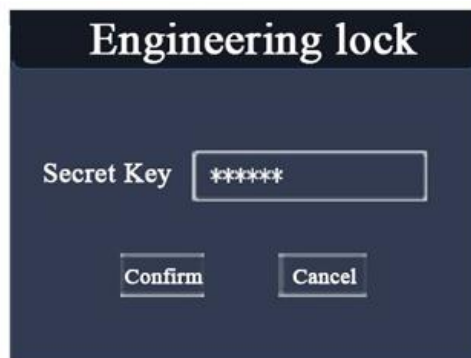 Engineering lock
Secret Key ******
Confirm Cancel